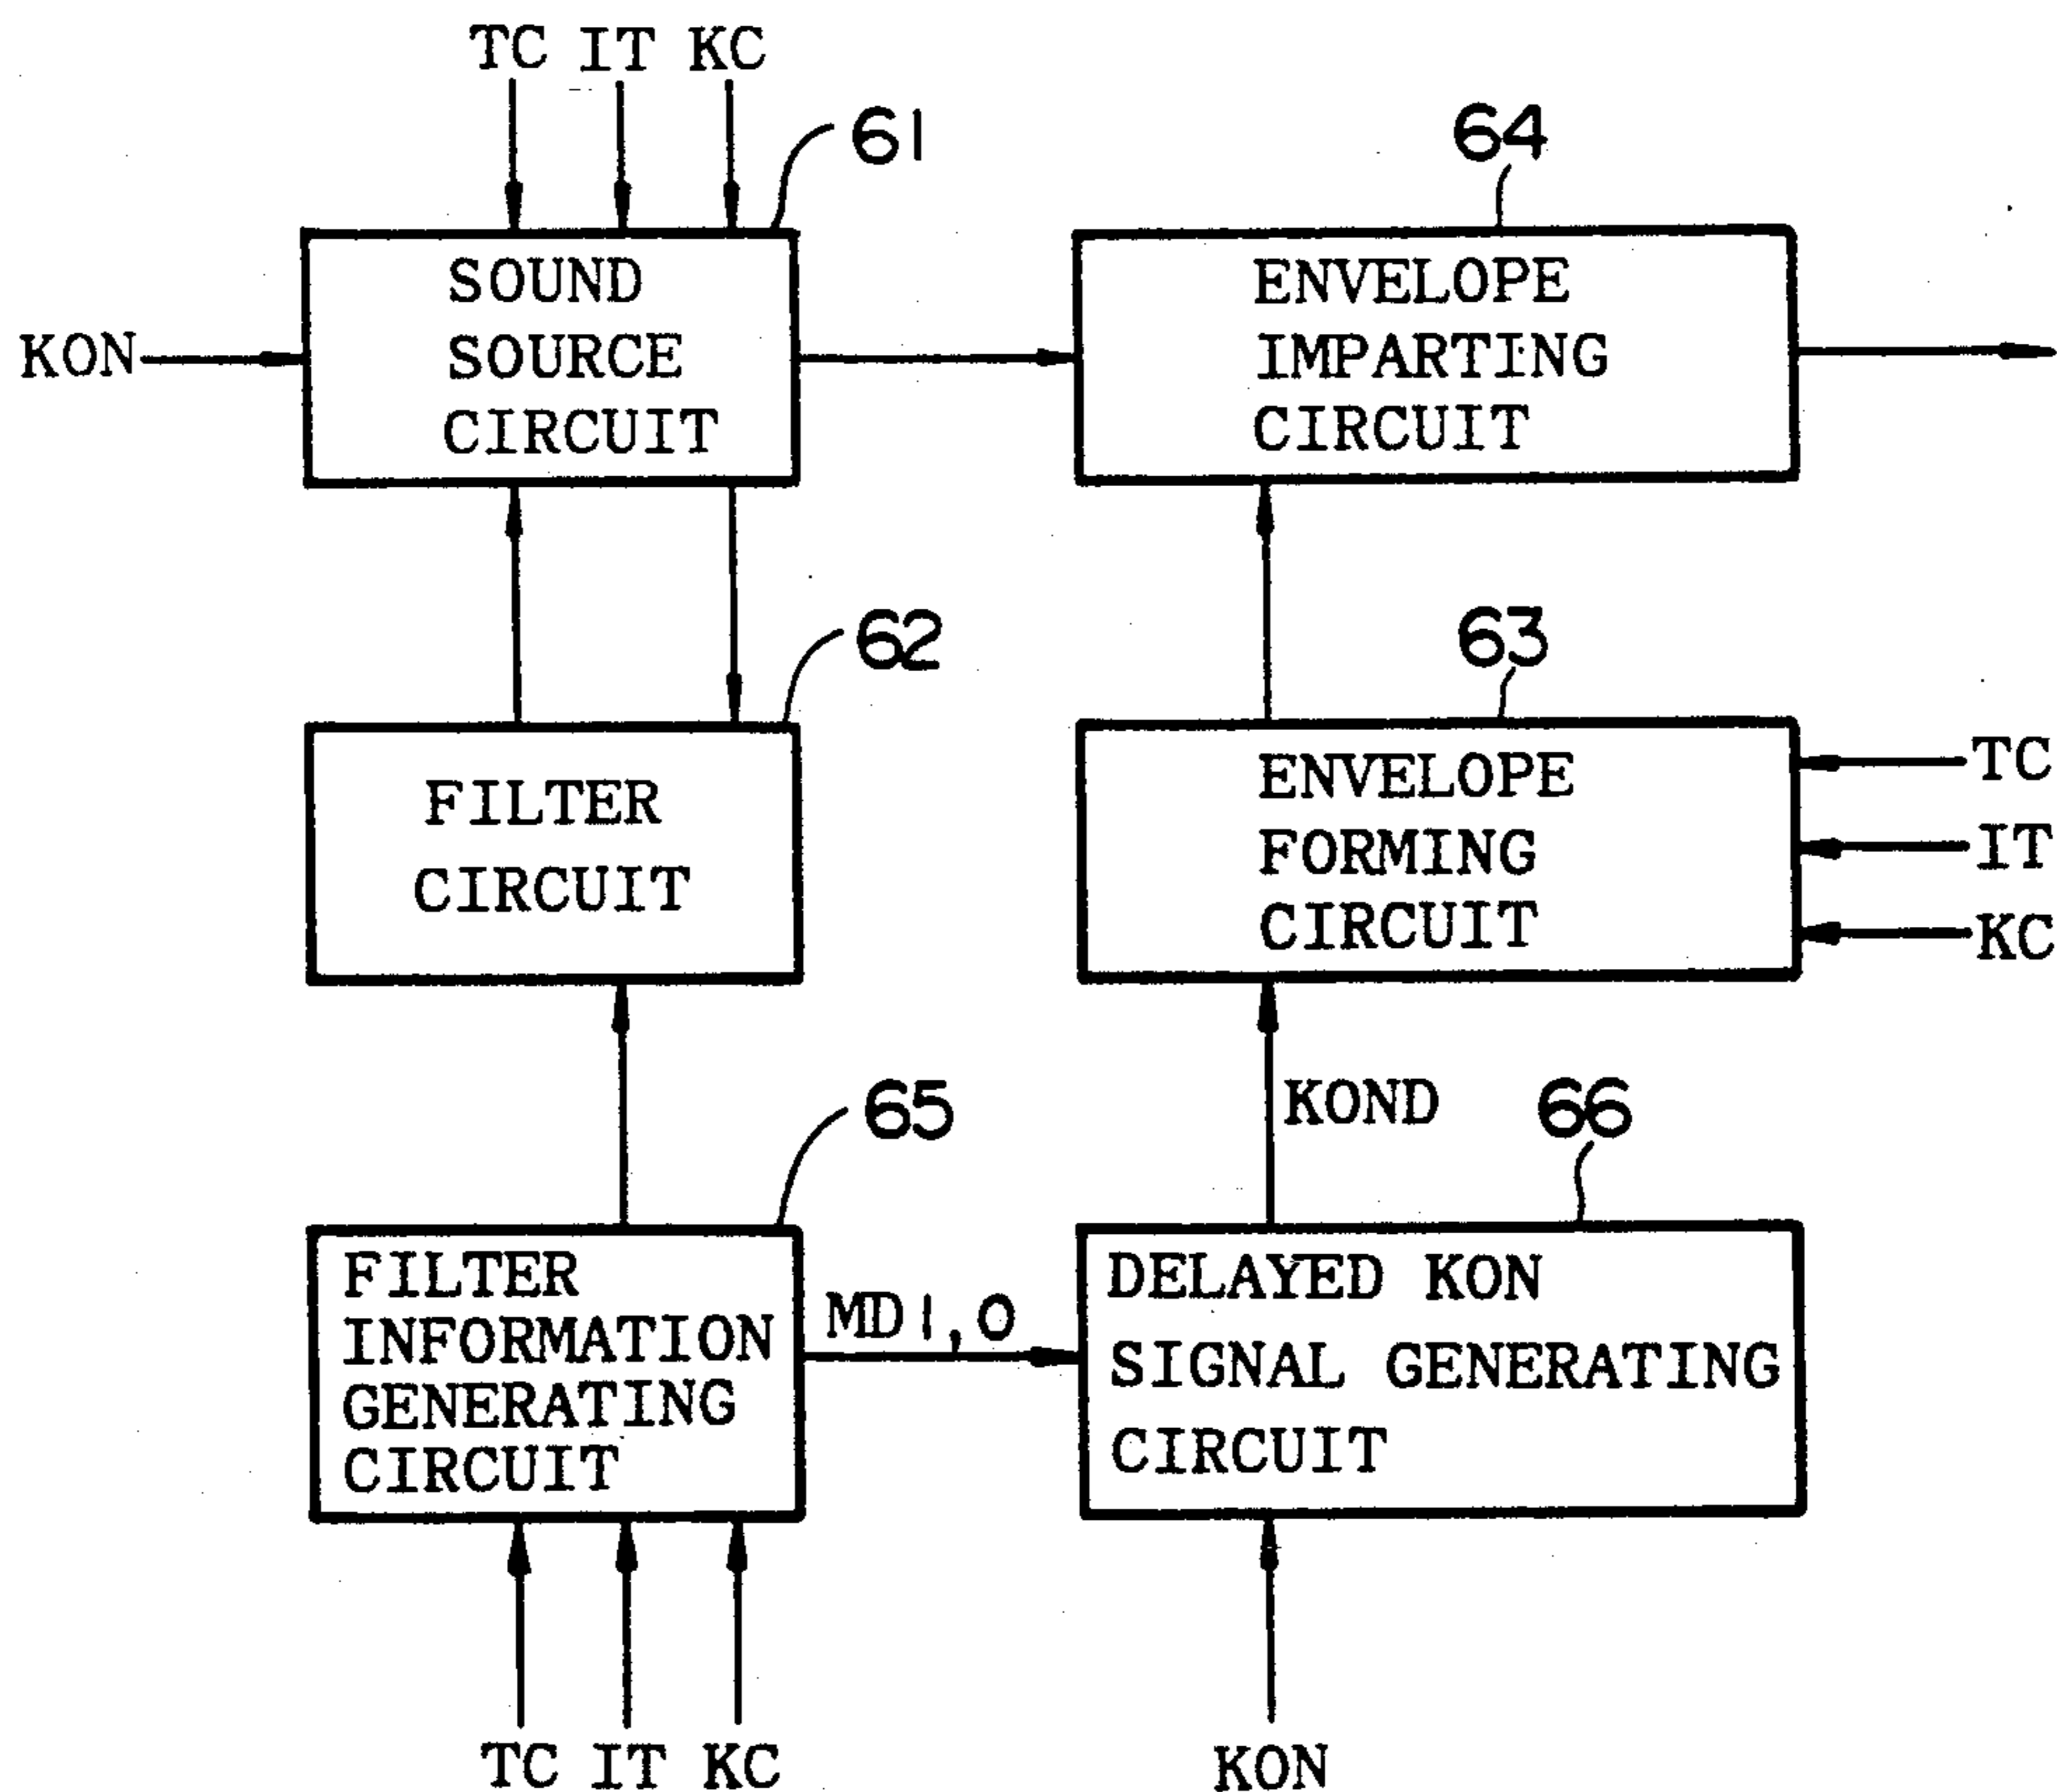 TC IT KC
61
64
KON
SOUND
SOURCE
CIRCUIT
ENVELOPE
IMPARTING
CIRCUIT
62
63
FILTER
CIRCUIT
ENVELOPE
FORMING
CIRCUIT
TC
IT
KC
65
KOND
66
FILTER
INFORMATION
GENERATING
CIRCUIT
MD1,0
DELAYED KON
SIGNAL GENERATING
CIRCUIT
TC IT KC
KON